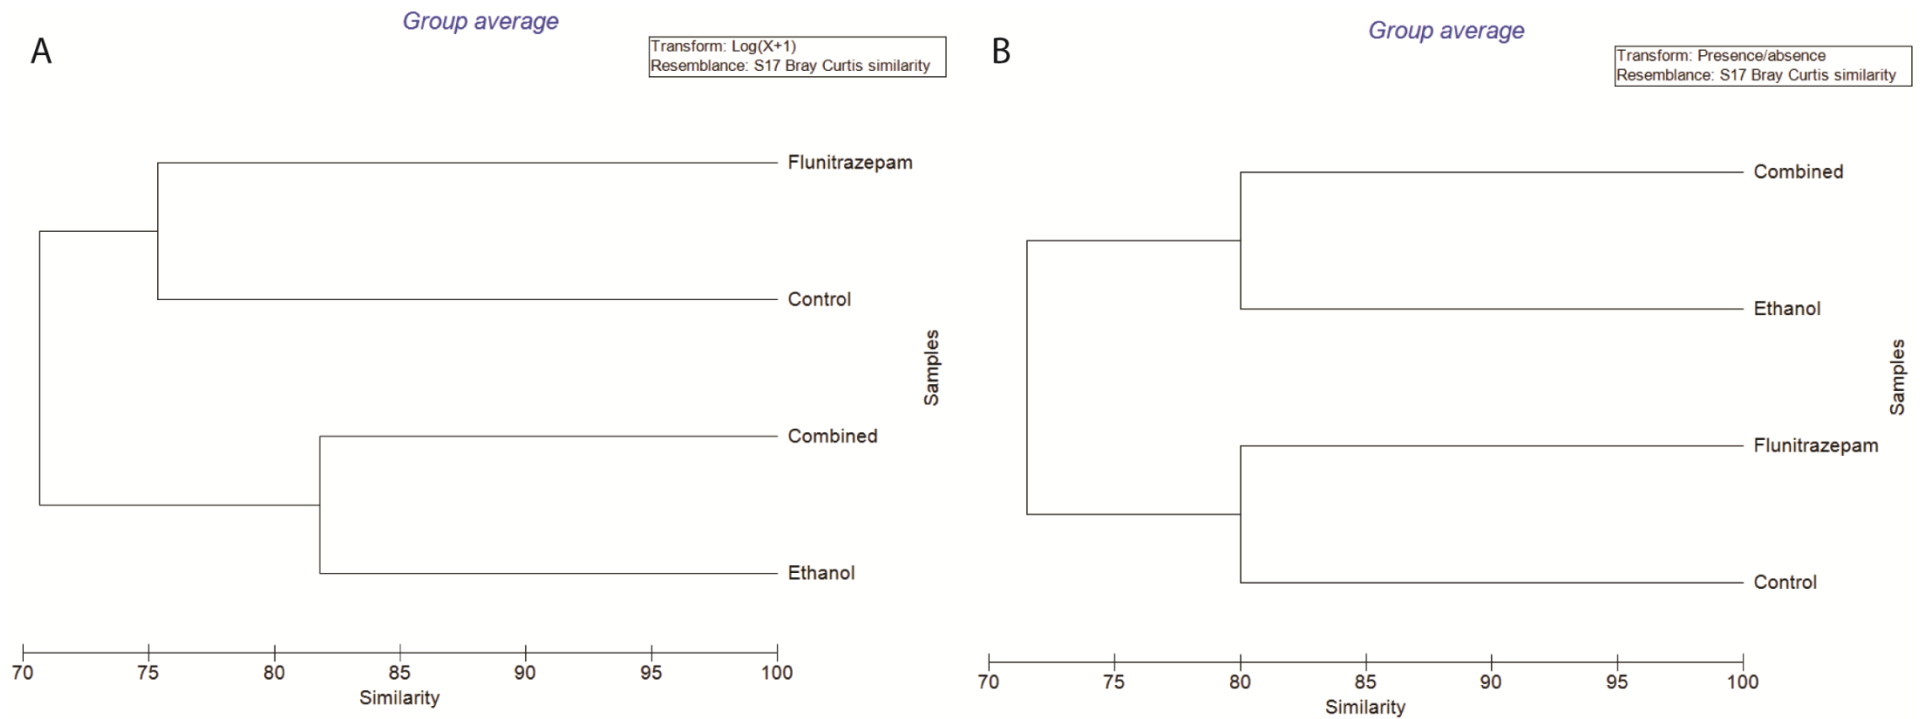 A
Group average
Transform: Log(X+1)
Resemblance: S17 Bray Curtis similarity
Flunitrazepam
Control
Combined
Ethanol
Samples
70 75 80 85 90 95 100
Similarity
B
Group average
Transform: Presence/absence
Resemblance: S17 Bray Curtis similarity
Combined
Ethanol
Flunitrazepam
Control
Samples
70 75 80 85 90 95 100
Similarity